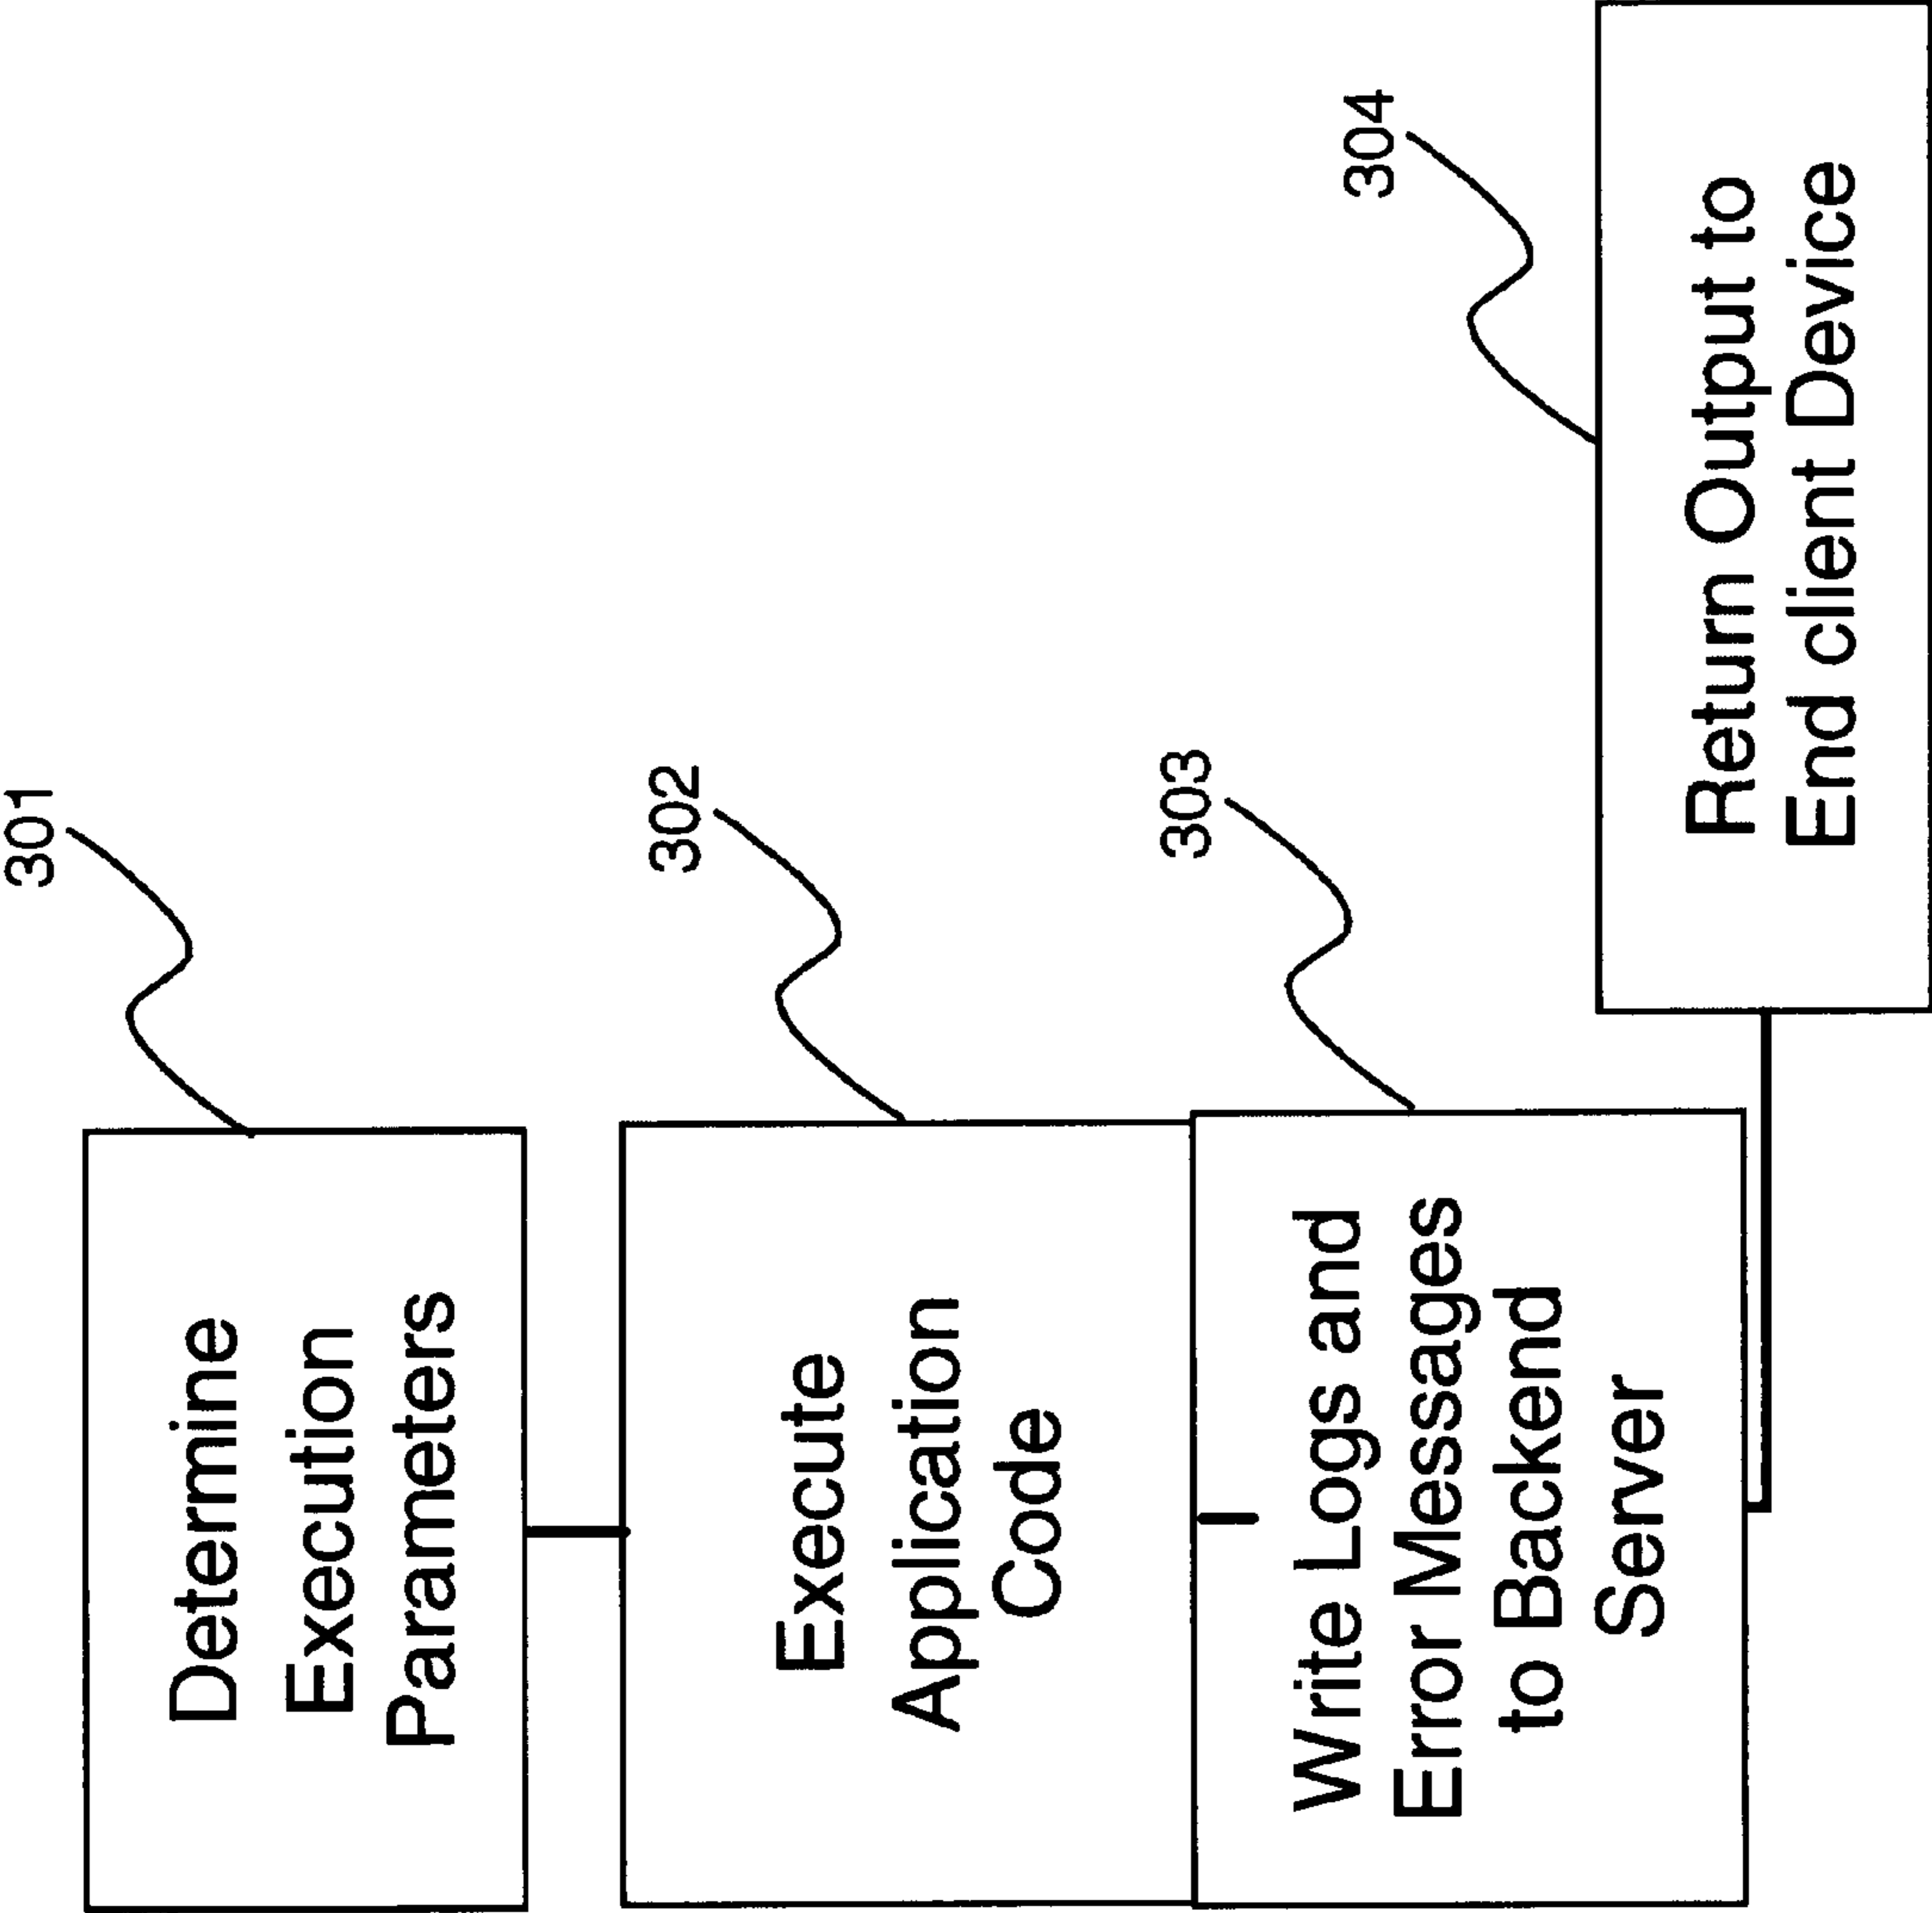 301
Determine
Execution
Parameters
302
Execute
Application
Code
303
Write Logs and
Error Messages
to Backend
Server
304
Return Output to
End client Device